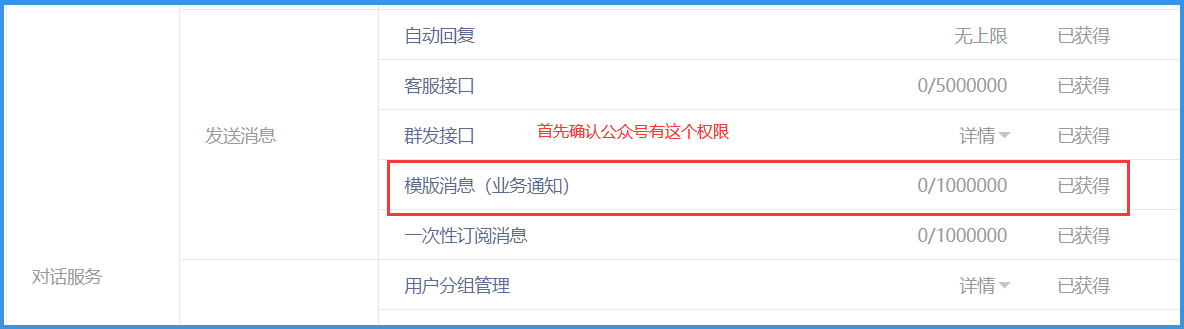 自动回复 无上限 已获得
客服接口 0/5000000 已获得
发送消息 群发接口 首先确认公众号有这个权限 详情 已获得
模版消息（业务通知） 0/1000000 已获得
一次性订阅消息 0/1000000 已获得
对话服务 用户分组管理 详情 已获得